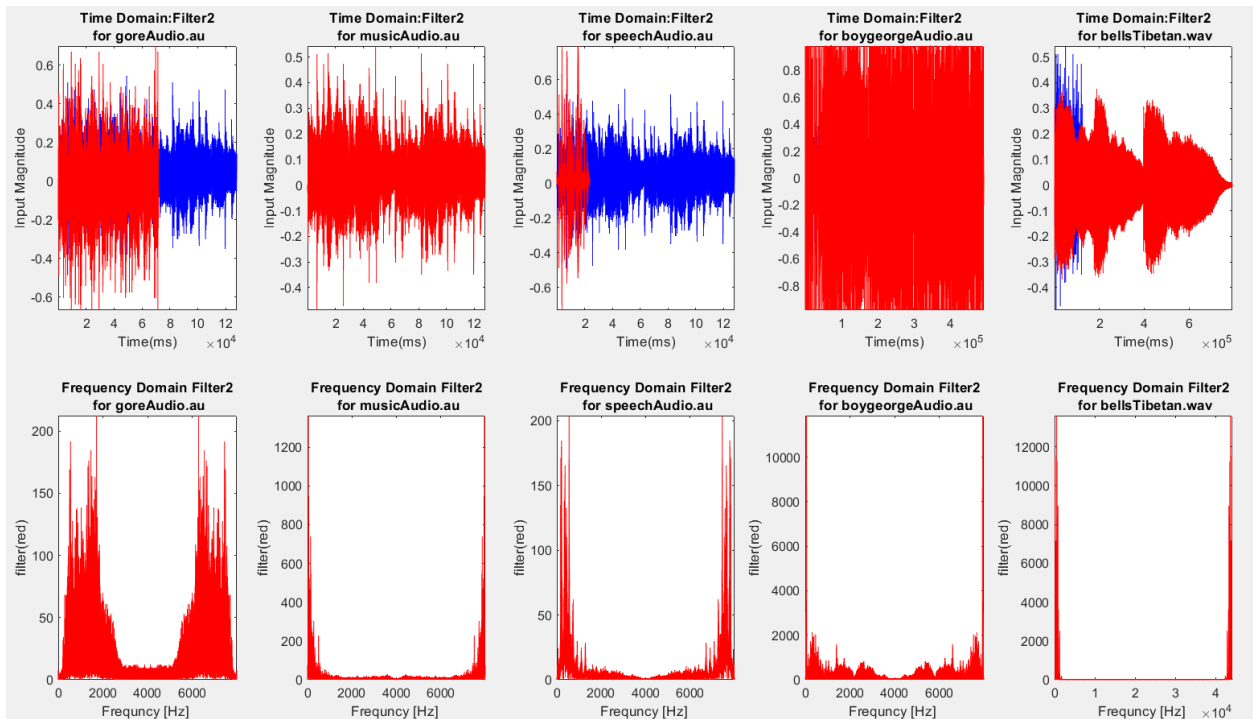 Time Domain:Filter2
for goreAudio.au
Input Magnitude
0.6
0.4
0.2
0
-0.2
-0.4
-0.6
2 4 6 8 10 12
Time(ms) ×10^4
Time Domain:Filter2
for musicAudio.au
Input Magnitude
0.5
0.4
0.3
0.2
0.1
0
-0.1
-0.2
-0.3
-0.4
2 4 6 8 10 12
Time(ms) ×10^4
Time Domain:Filter2
for speechAudio.au
Input Magnitude
0.6
0.4
0.2
0
-0.2
-0.4
-0.6
2 4 6 8 10 12
Time(ms) ×10^4
Time Domain:Filter2
for boygeorgeAudio.au
Input Magnitude
0.8
0.6
0.4
0.2
0
-0.2
-0.4
-0.6
-0.8
1 2 3 4
Time(ms) ×10^5
Time Domain:Filter2
for bellsTibetan.wav
Input Magnitude
0.5
0.4
0.3
0.2
0.1
0
-0.1
-0.2
-0.3
-0.4
2 4 6
Time(ms) ×10^5
Frequency Domain Filter2
for goreAudio.au
filter(red)
200
150
100
50
0
0 2000 4000 6000
Frequncy [Hz]
Frequency Domain Filter2
for musicAudio.au
filter(red)
1200
1000
800
600
400
200
0
0 2000 4000 6000
Frequncy [Hz]
Frequency Domain Filter2
for speechAudio.au
filter(red)
200
150
100
50
0
0 2000 4000 6000
Frequncy [Hz]
Frequency Domain Filter2
for boygeorgeAudio.au
filter(red)
10000
8000
6000
4000
2000
0
0 2000 4000 6000
Frequncy [Hz]
Frequency Domain Filter2
for bellsTibetan.wav
filter(red)
12000
10000
8000
6000
4000
2000
0
0 1 2 3 4
Frequncy [Hz] ×10^4